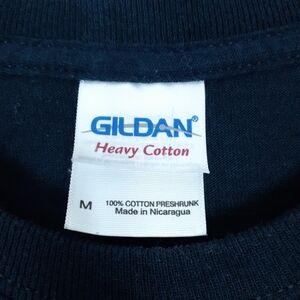 GILDAN®
Heavy Cotton
M 100% COTTON PRESHRUNK
Made in Nicaragua